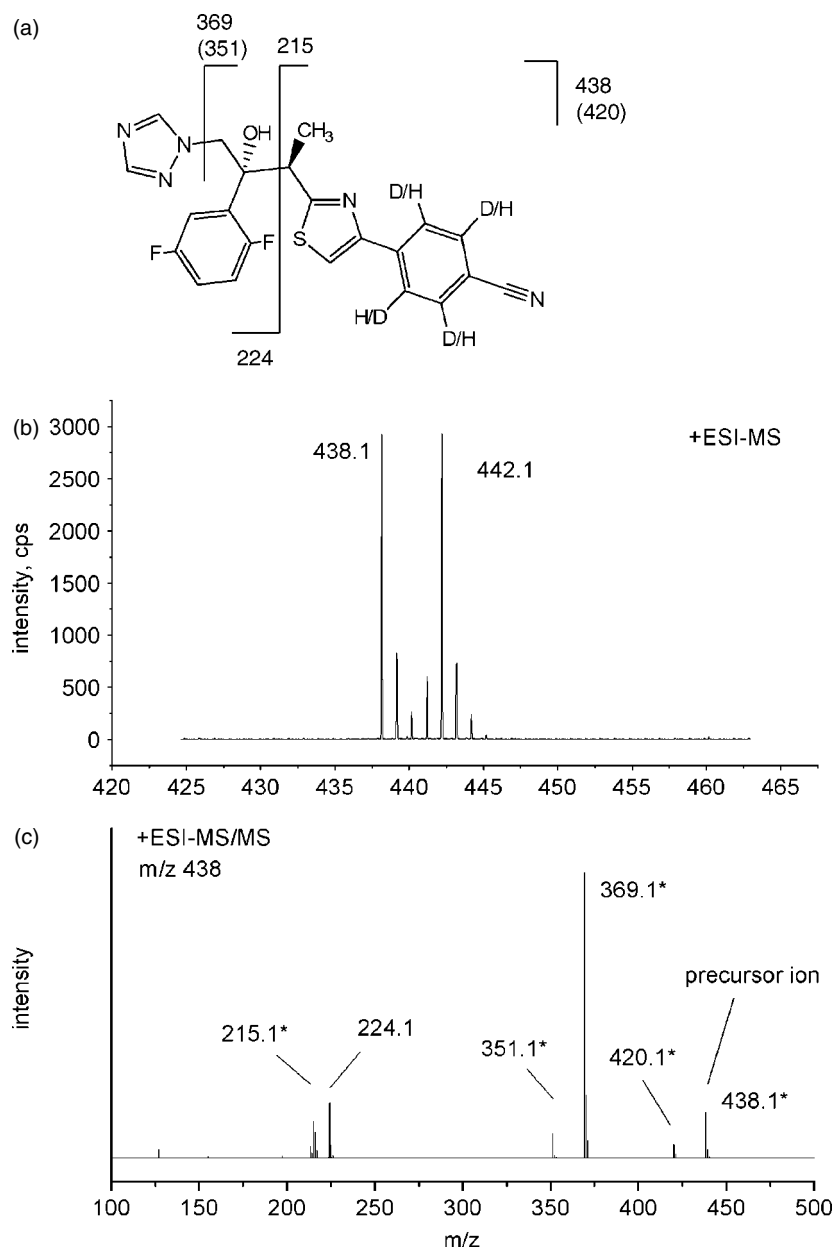 (a)
369
(351)
215
438
(420)
N
N
N
OH
CH3
F
F
N
S
D/H
D/H
H/D
D/H
N
224
(b)
+ESI-MS
438.1
442.1
3000
2500
2000
1500
1000
500
0
intensity, cps
420 425 430 435 440 445 450 455 460 465
(c)
+ESI-MS/MS
m/z 438
369.1*
precursor ion
215.1*
224.1
351.1*
420.1*
438.1*
intensity
100 150 200 250 300 350 400 450 500
m/z